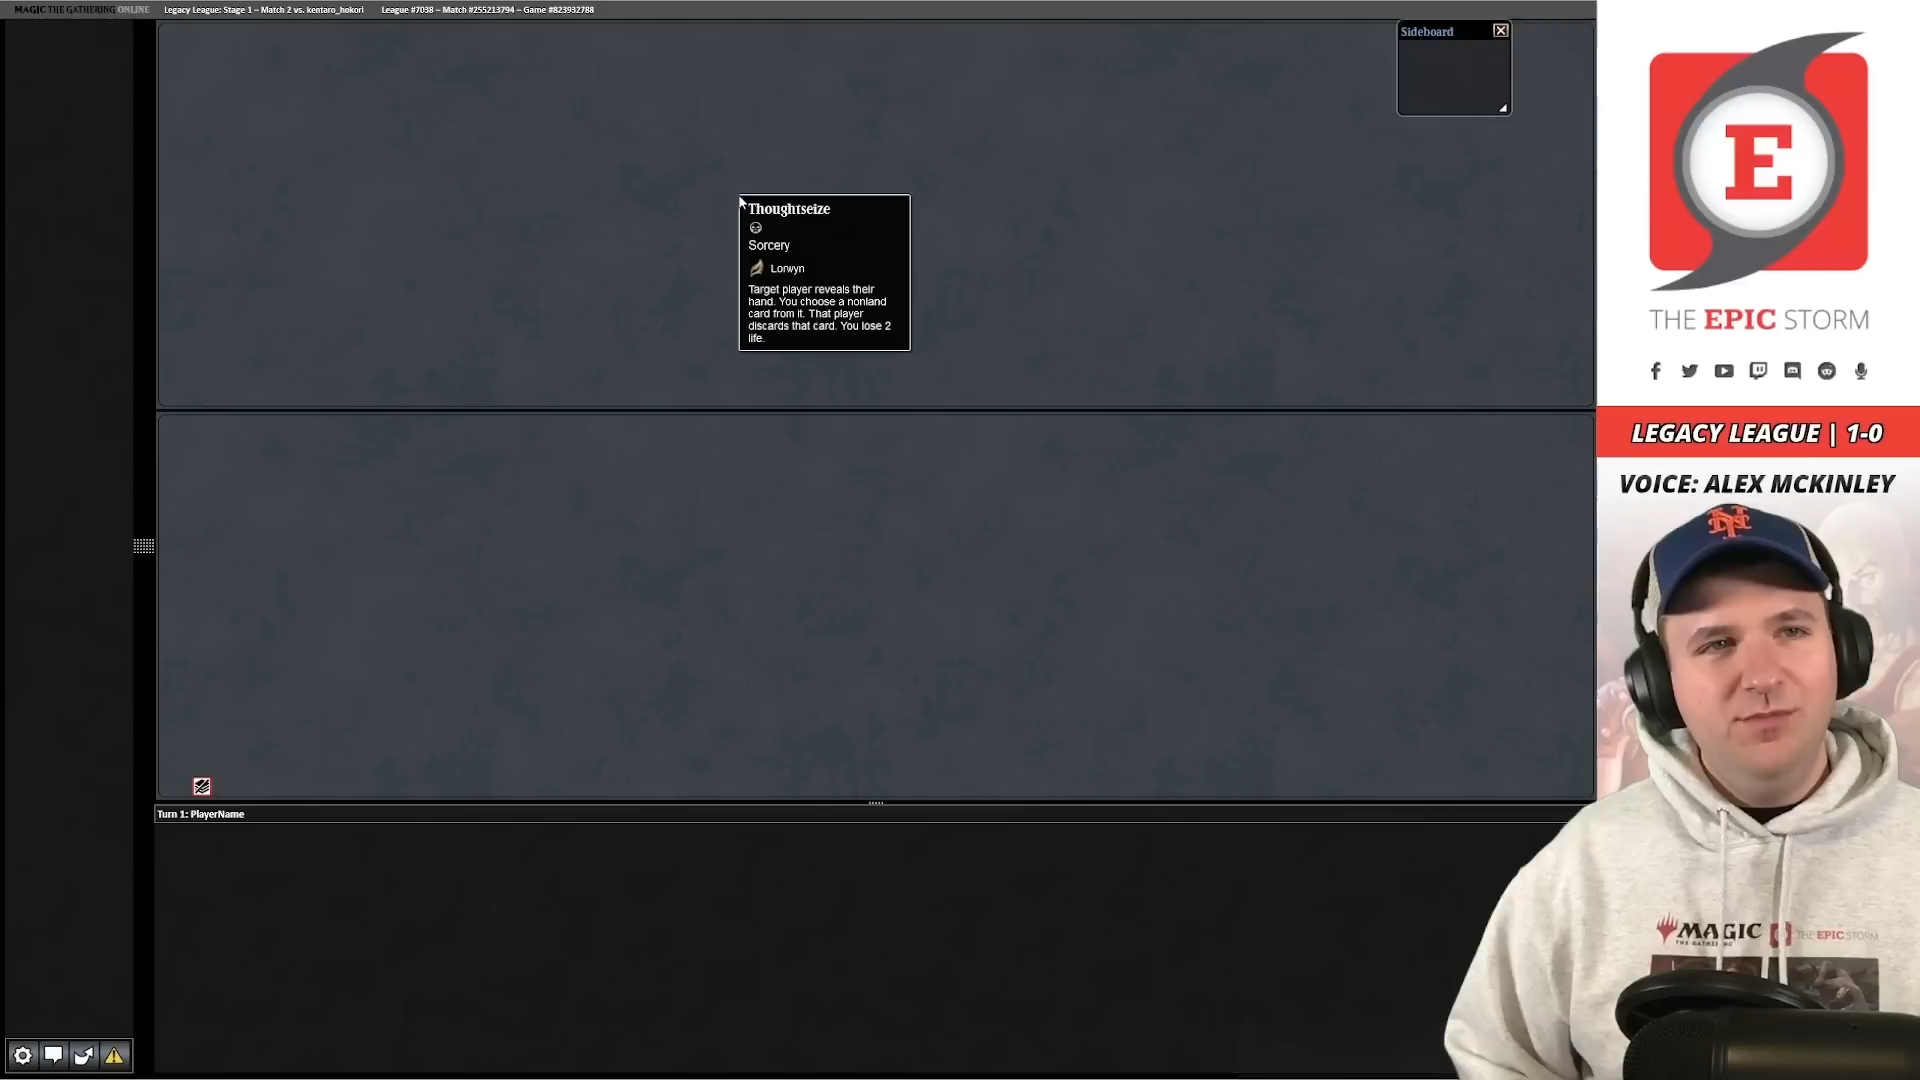 MAGIC THE GATHERING ONLINE
Legacy League: Stage 1 – Match 2 vs. kentaro_hokori League #7038 – Match #255213794 – Game #823932788
Sideboard
Thoughtseize
Sorcery
Lorwyn
Target player reveals their
hand. You choose a nonland
card from it. That player
discards that card. You lose 2
life.
Turn 1: PlayerName
E
THE EPIC STORM
LEGACY LEAGUE | 1-0
VOICE: ALEX MCKINLEY
NY
MAGIC
THE GATHERING
THE EPIC STORM